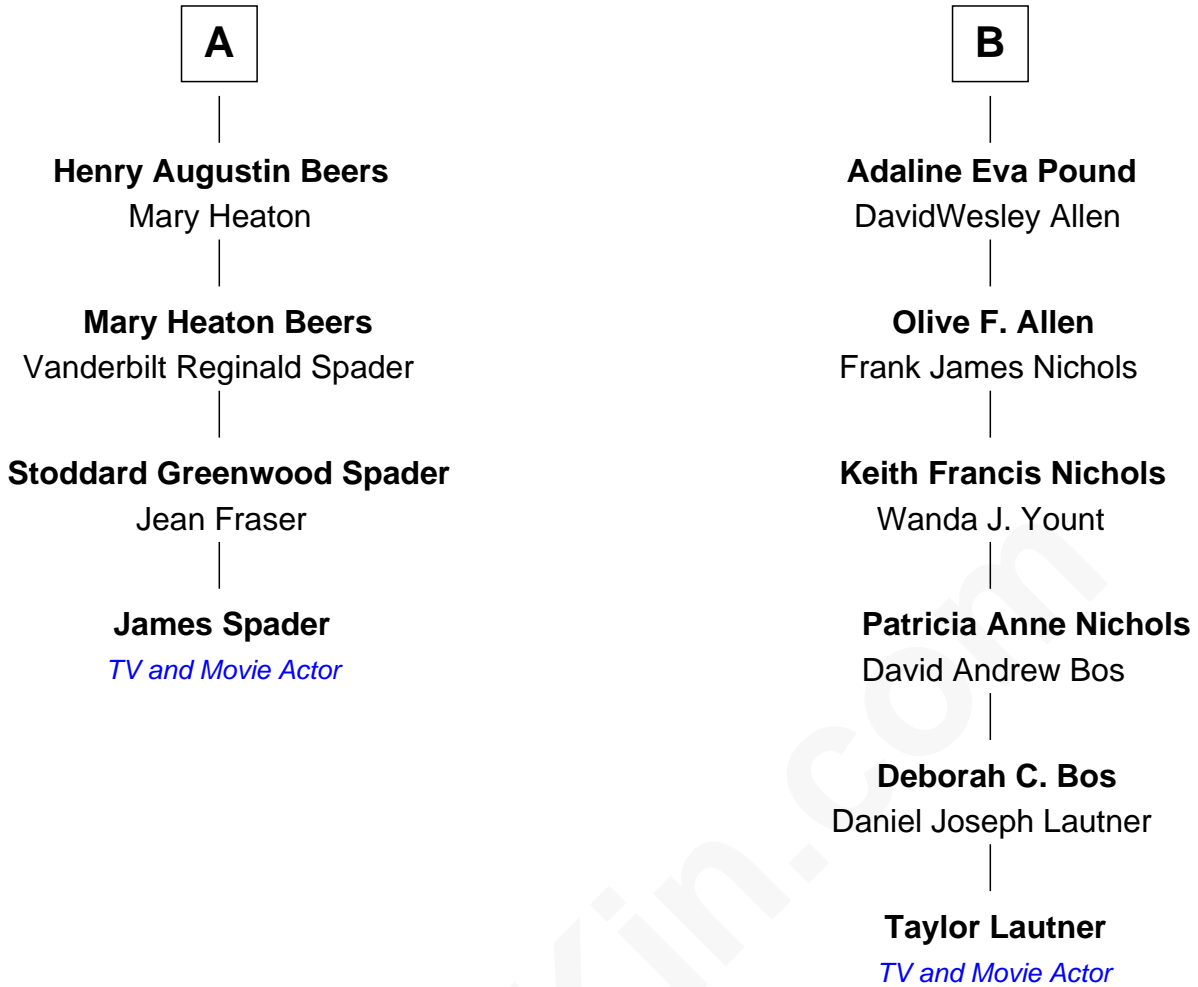 A
Henry Augustin Beers
Mary Heaton
Mary Heaton Beers
Vanderbilt Reginald Spader
Stoddard Greenwood Spader
Jean Fraser
James Spader
TV and Movie Actor
B
Adaline Eva Pound
DavidWesley Allen
Olive F. Allen
Frank James Nichols
Keith Francis Nichols
Wanda J. Yount
Patricia Anne Nichols
David Andrew Bos
Deborah C. Bos
Daniel Joseph Lautner
Taylor Lautner
TV and Movie Actor
Kin.com